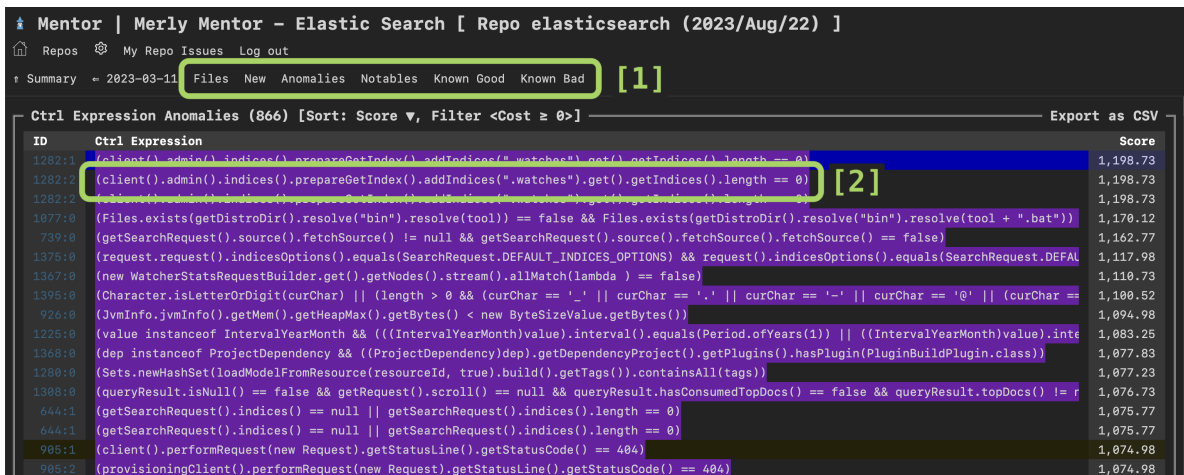 Mentor | Merly Mentor – Elastic Search [ Repo elasticsearch (2023/Aug/22) ]
Repos My Repo Issues Log out
↑ Summary ← 2023-03-11 Files New Anomalies Notables Known Good Known Bad [1]
Ctrl Expression Anomalies (866) [Sort: Score ▼, Filter <Cost ≥ 0>] Export as CSV
ID Ctrl Expression Score
1282:1 (client().admin().indices().prepareGetIndex().addIndices(".watches").get().getIndices().length == 0) 1,198.73
1282:2 (client().admin().indices().prepareGetIndex().addIndices(".watches").get().getIndices().length == 0) [2] 1,198.73
1282:2 (client().admin().indices().prepareGetIndex().addIndices(".watches").get().getIndices().length == 0) 1,198.73
1077:0 (Files.exists(getDistroDir().resolve("bin").resolve(tool)) == false && Files.exists(getDistroDir().resolve("bin").resolve(tool + ".bat")) 1,170.12
739:0 (getSearchRequest().source().fetchSource() != null && getSearchRequest().source().fetchSource().fetchSource() == false) 1,162.77
1375:0 (request.request().indicesOptions().equals(SearchRequest.DEFAULT_INDICES_OPTIONS) && request().indicesOptions().equals(SearchRequest.DEFAU 1,117.98
1367:0 (new WatcherStatsRequestBuilder.get().getNodes().stream().allMatch(lambda ) == false) 1,110.73
1395:0 (Character.isLetterOrDigit(curChar) || (length > 0 && (curChar == '_' || curChar == '.' || curChar == '-' || curChar == '@' || (curChar == 1,100.52
926:0 (JvmInfo.jvmInfo().getMem().getHeapMax().getBytes() < new ByteSizeValue.getBytes()) 1,094.98
1225:0 (value instanceof IntervalYearMonth && (((IntervalYearMonth)value).interval().equals(Period.ofYears(1)) || ((IntervalYearMonth)value).inte 1,083.25
1368:0 (dep instanceof ProjectDependency && ((ProjectDependency)dep).getDependencyProject().getPlugins().hasPlugin(PluginBuildPlugin.class)) 1,077.83
1280:0 (Sets.newHashSet(loadModelFromResource(resourceId, true).build().getTags()).containsAll(tags)) 1,077.23
1308:0 (queryResult.isNull() == false && getRequest().scroll() == null && queryResult.hasConsumedTopDocs() == false && queryResult.topDocs() != r 1,076.73
644:1 (getSearchRequest().indices() == null || getSearchRequest().indices().length == 0) 1,075.77
644:1 (getSearchRequest().indices() == null || getSearchRequest().indices().length == 0) 1,075.77
905:1 (client().performRequest(new Request).getStatusLine().getStatusCode() == 404) 1,074.98
905:2 (provisioningClient().performRequest(new Request).getStatusLine().getStatusCode() == 404) 1,074.98